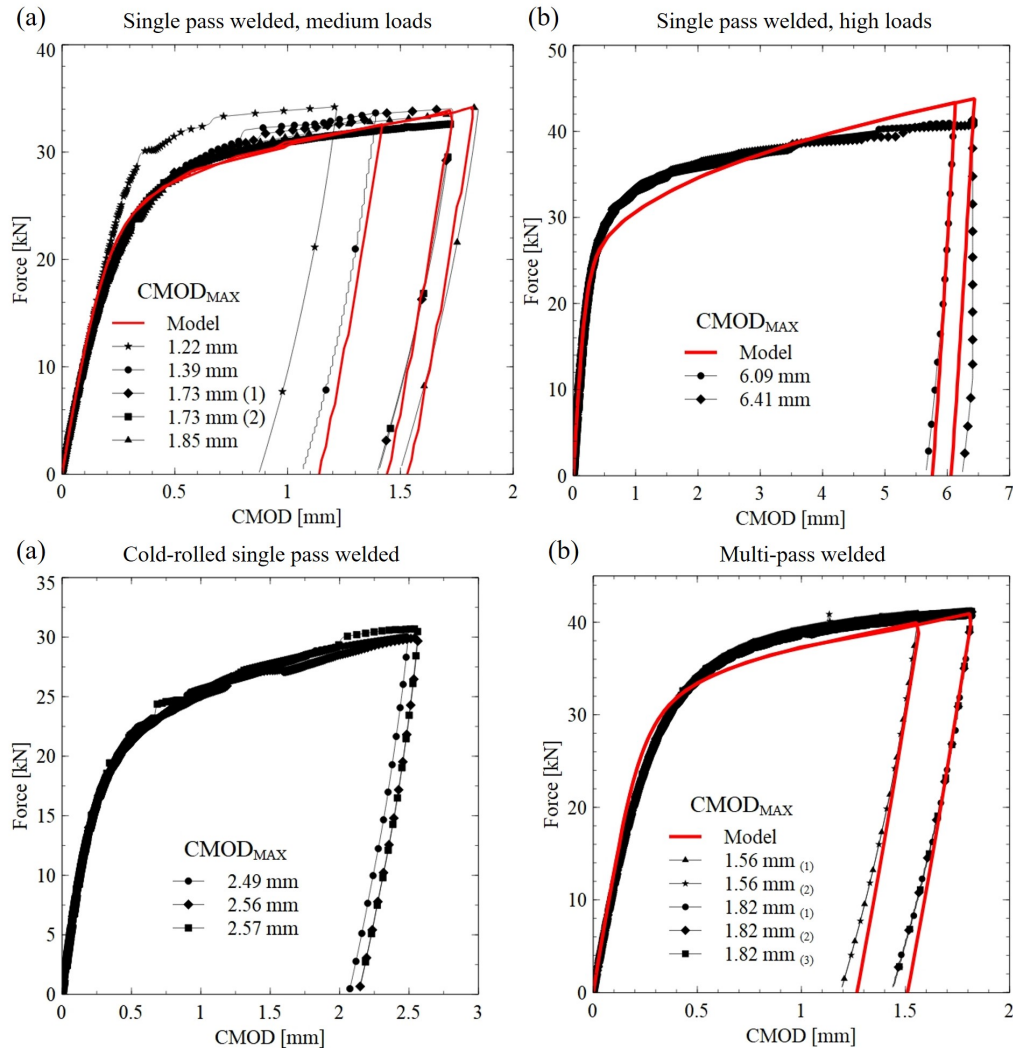 (a) Single pass welded, medium loads
40
30
20
10
0
Force [kN]
CMOD_MAX
Model
1.22 mm
1.39 mm
1.73 mm (1)
1.73 mm (2)
1.85 mm
0 0.5 1 1.5 2
CMOD [mm]
(b) Single pass welded, high loads
50
40
30
20
10
0
Force [kN]
CMOD_MAX
Model
6.09 mm
6.41 mm
0 1 2 3 4 5 6 7
CMOD [mm]
(a) Cold-rolled single pass welded
35
30
25
20
15
10
5
0
Force [kN]
CMOD_MAX
2.49 mm
2.56 mm
2.57 mm
0 0.5 1.0 1.5 2.0 2.5 3
CMOD [mm]
(b) Multi-pass welded
40
30
20
10
0
Force [kN]
CMOD_MAX
Model
1.56 mm (1)
1.56 mm (2)
1.82 mm (1)
1.82 mm (2)
1.82 mm (3)
0 0.5 1 1.5 2
CMOD [mm]